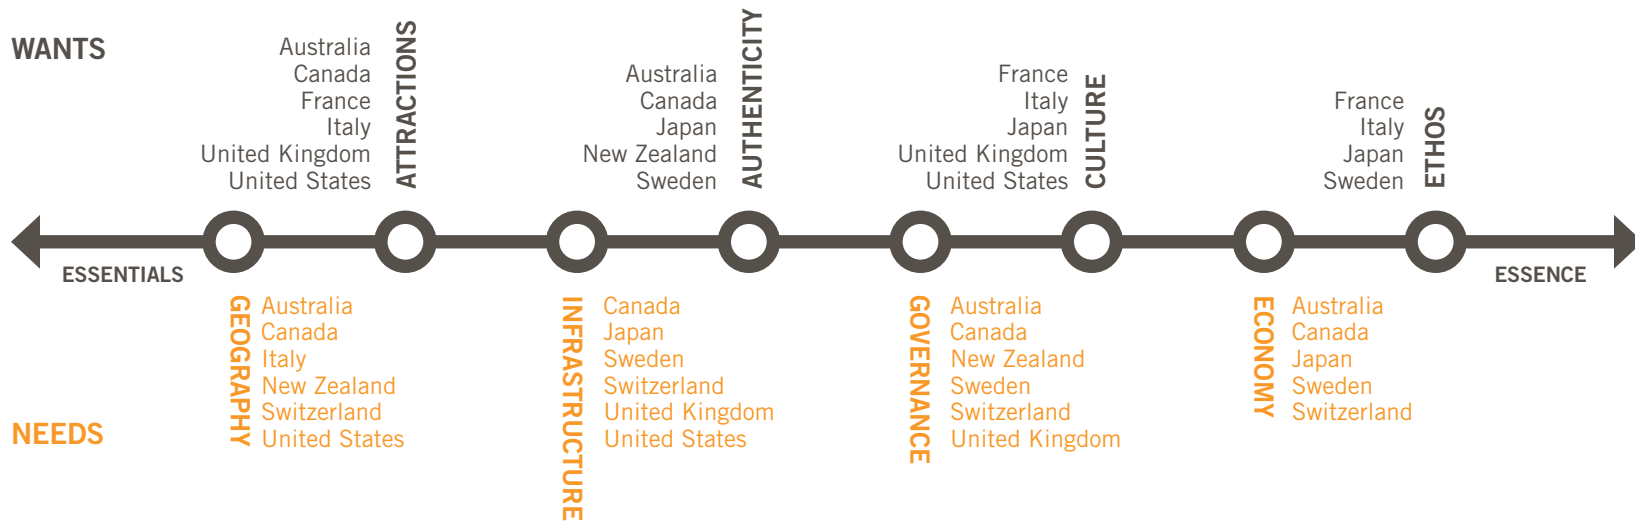 WANTS
Australia
Canada
France
Italy
United Kingdom
United States
ATTRACTIONS
Australia
Canada
Japan
New Zealand
Sweden
AUTHENTICITY
France
Italy
Japan
United Kingdom
United States
CULTURE
France
Italy
Japan
Sweden
ETHOS
ESSENTIALS
ESSENCE
NEEDS
GEOGRAPHY
Australia
Canada
Italy
New Zealand
Switzerland
United States
INFRASTRUCTURE
Canada
Japan
Sweden
Switzerland
United Kingdom
United States
GOVERNANCE
Australia
Canada
New Zealand
Sweden
Switzerland
United Kingdom
ECONOMY
Australia
Canada
Japan
Sweden
Switzerland